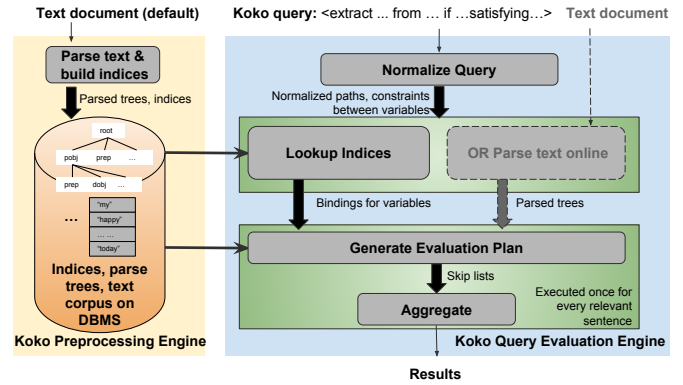 Text document (default)
Koko query: <extract ... from … if …satisfying…>
Text document
Parse text &
build indices
Normalize Query
Parsed trees, indices
Normalized paths, constraints
between variables
root
pobj prep …
prep dobj …
Lookup Indices
OR Parse text online
…
"my"
"happy"
… …
"today"
Bindings for variables
Parsed trees
Generate Evaluation Plan
Skip lists
Indices, parse
trees, text
corpus on
DBMS
Aggregate
Executed once for
every relevant
sentence
Koko Preprocessing Engine
Koko Query Evaluation Engine
Results